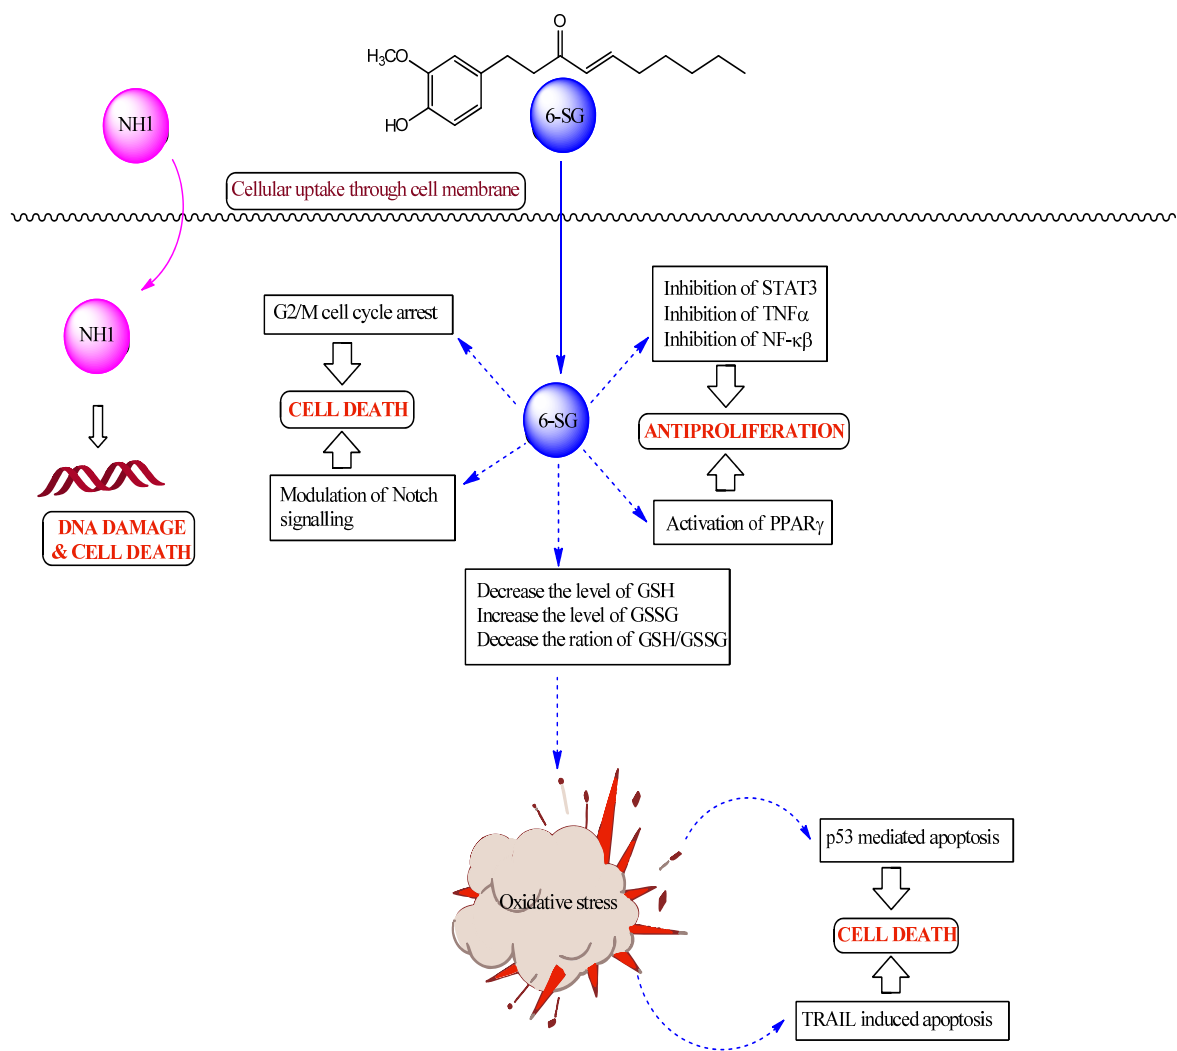 O
H₃CO
HO
NH1
6-SG
Cellular uptake through cell membrane
NH1
DNA DAMAGE
& CELL DEATH
G2/M cell cycle arrest
CELL DEATH
Modulation of Notch
signalling
6-SG
Inhibition of STAT3
Inhibition of TNFα
Inhibition of NF-κβ
ANTIPROLIFERATION
Activation of PPARγ
Decrease the level of GSH
Increase the level of GSSG
Decease the ration of GSH/GSSG
Oxidative stress
p53 mediated apoptosis
CELL DEATH
TRAIL induced apoptosis